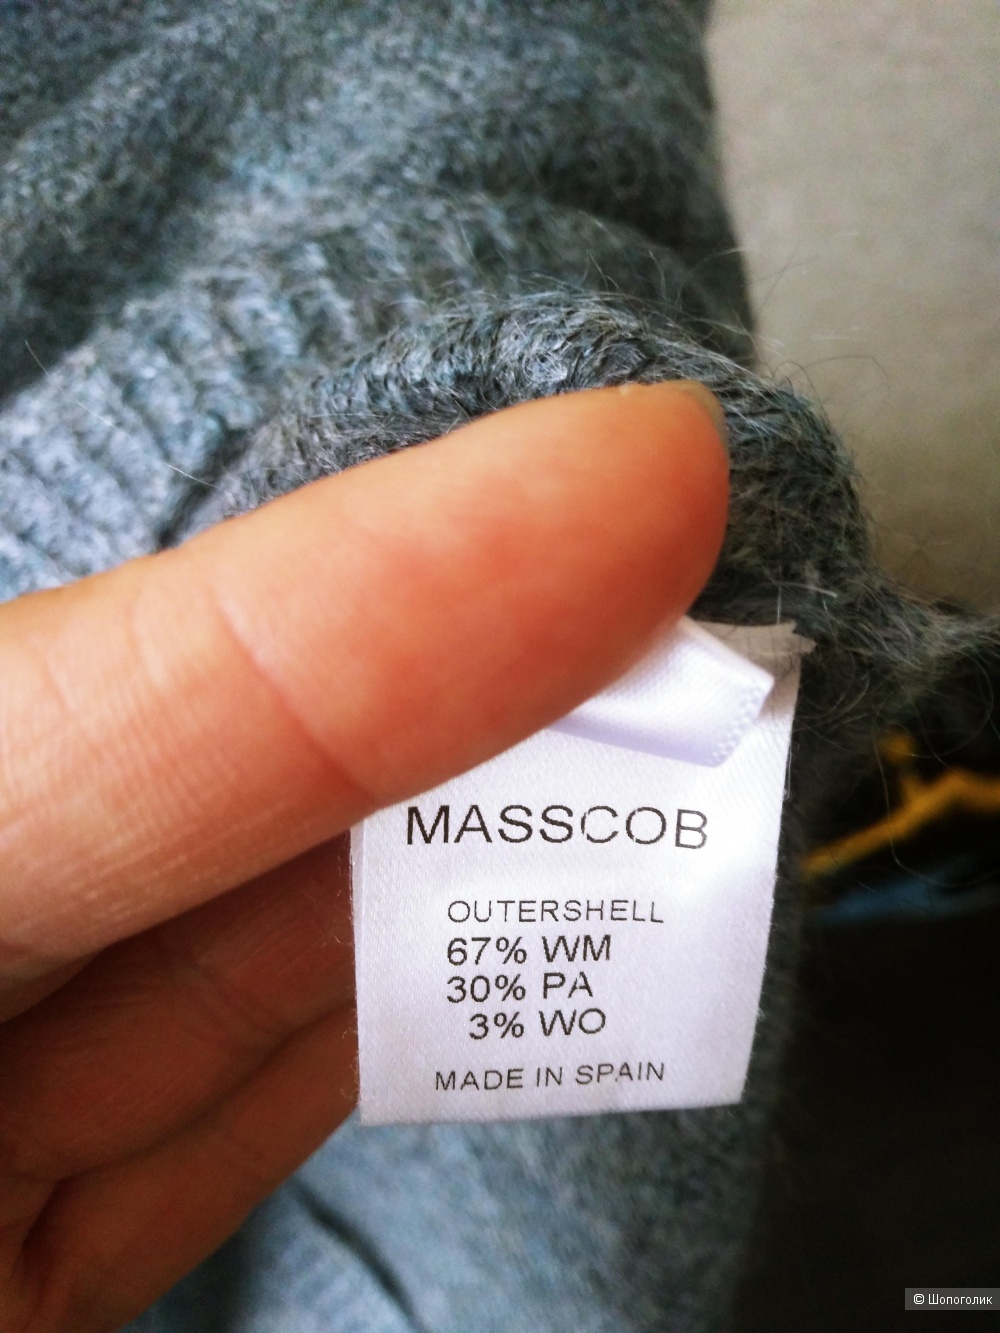 MASSCOB
OUTERSHELL
67% WM
30% PA
3% WO
MADE IN SPAIN
© Шопоголик